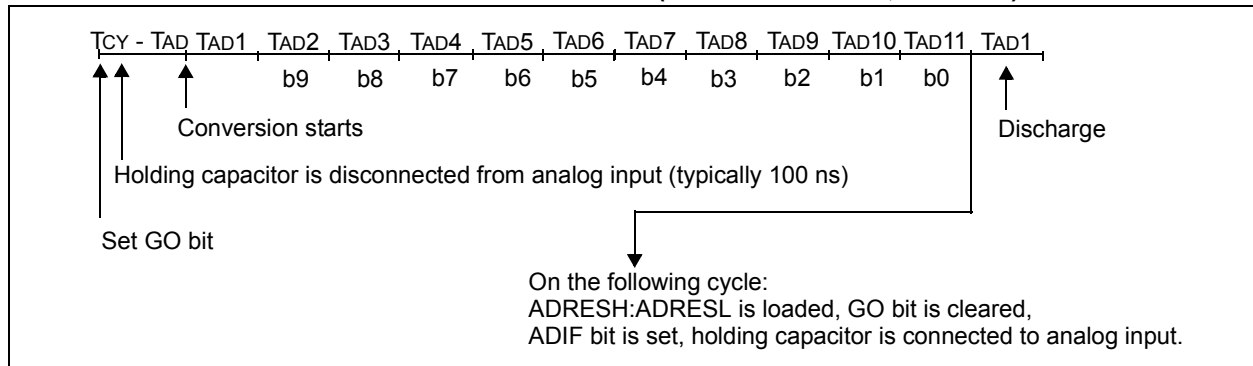 TCY - TAD TAD1 TAD2 TAD3 TAD4 TAD5 TAD6 TAD7 TAD8 TAD9 TAD10 TAD11 TAD1
b9 b8 b7 b6 b5 b4 b3 b2 b1 b0
Conversion starts
Discharge
Holding capacitor is disconnected from analog input (typically 100 ns)
Set GO bit
On the following cycle:
ADRESH:ADRESL is loaded, GO bit is cleared,
ADIF bit is set, holding capacitor is connected to analog input.